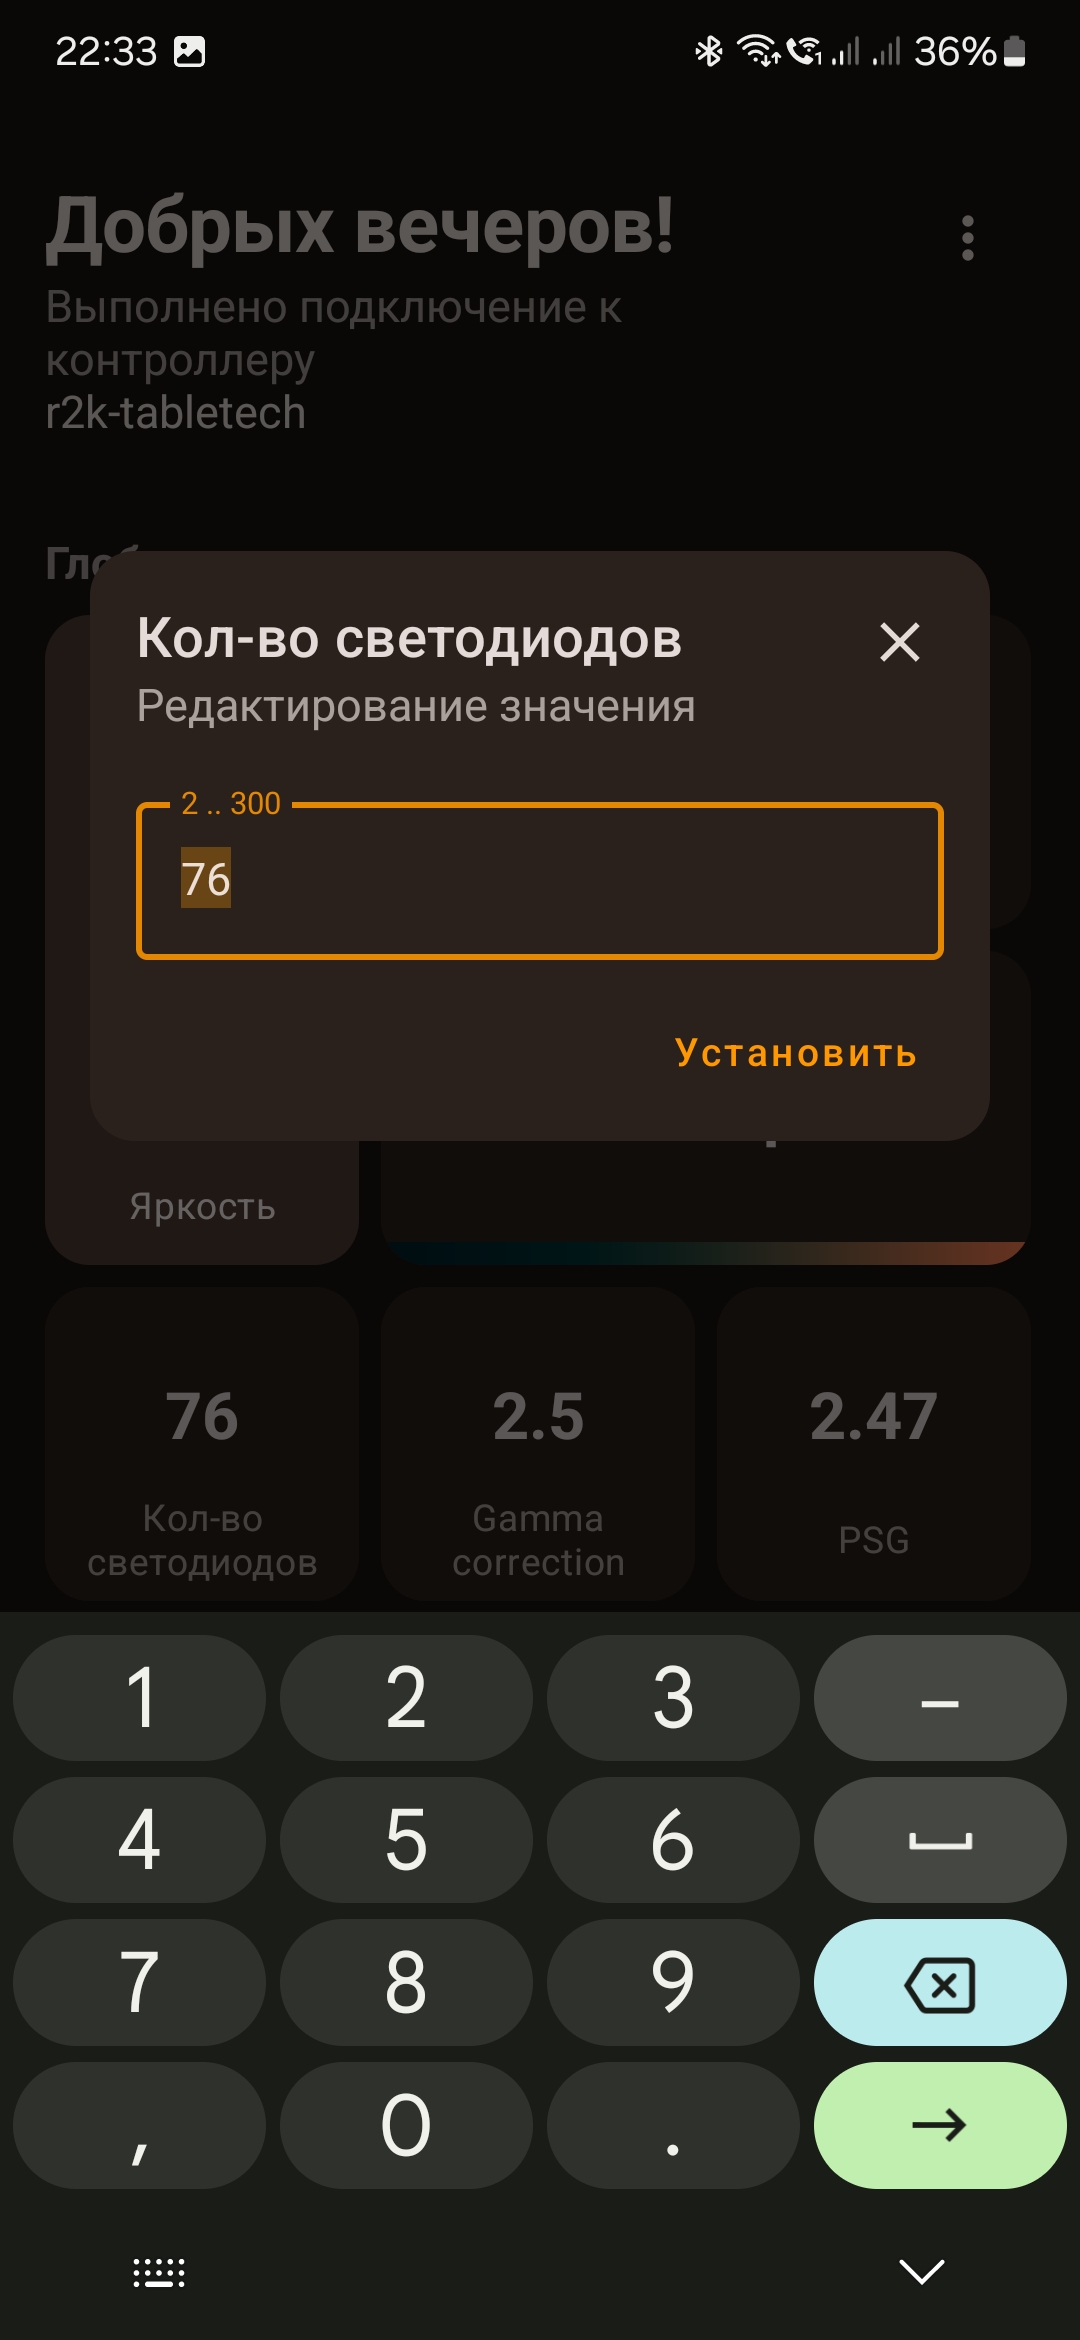 22:33
36%
Добрых вечеров!
Выполнено подключение к
контроллеру
r2k-tabletech
Кол-во светодиодов
Редактирование значения
2 .. 300
76
Установить
Яркость
76
2.5
2.47
Кол-во
светодиодов
Gamma
correction
PSG
1
2
3
–
4
5
6
7
8
9
,
0
.